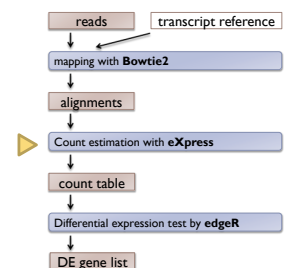 reads
transcript reference
mapping with Bowtie2
alignments
Count estimation with eXpress
count table
Differential expression test by edgeR
DE gene list